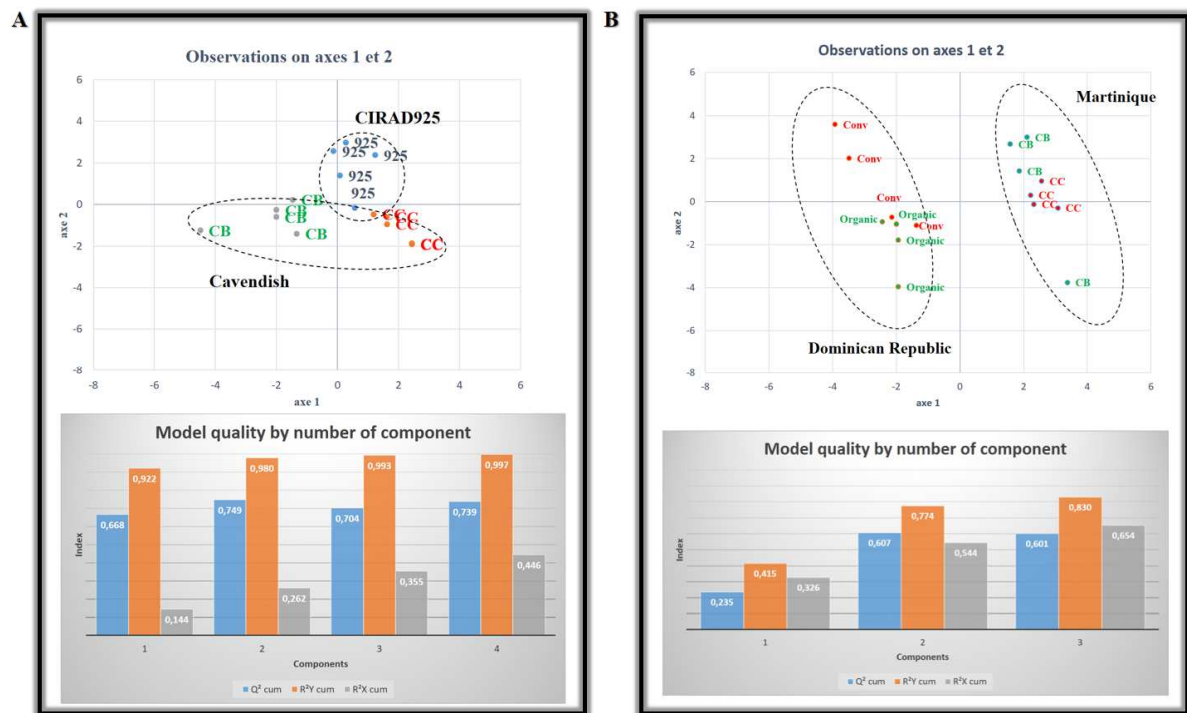 A
Observations on axes 1 et 2
6
CIRAD925
4
925
925
925
2
925
925
axe 2
0
CB
CB
CB
CC
CC
CC
CB
CB
CC
-2
Cavendish
-4
-6
-8
-8 -6 -4 -2 0 2 4 6
axe 1
Model quality by number of component
0,922
0,980
0,993
0,997
0,668
0,749
0,704
0,739
0,144
0,262
0,355
0,446
Index
1 2 3 4
Components
Q² cum R²Y cum R²X cum
B
Observations on axes 1 et 2
6
Martinique
4
Conv
CB
CB
2
Conv
CB
CC
axe 2
0
CC
CC
CC
Conv
Organic
Organic
Conv
-2
Organic
-4
Organic
CB
Dominican Republic
-6
-8
-8 -6 -4 -2 0 2 4 6
axe 1
Model quality by number of component
0,235
0,415
0,326
0,607
0,774
0,544
0,601
0,830
0,654
Index
1 2 3
Components
Q² cum R²Y cum R²X cum